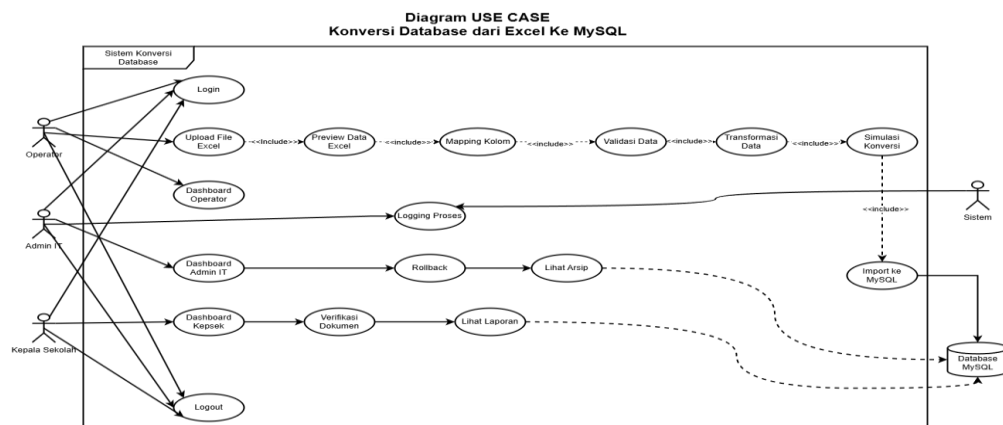 Diagram USE CASE
Konversi Database dari Excel Ke MySQL
Sistem Konversi
Database
Login
Operator
Upload File
Excel
<<Include>>
Preview Data
Excel
<<include>>
Mapping Kolom
<<include>>
Validasi Data
<<include>>
Transformasi
Data
<<include>>
Simulasi
Konversi
Dashboard
Operator
Admin IT
Logging Proses
<<include>>
Sistem
Dashboard
Admin IT
Rollback
Lihat Arsip
Import ke
MySQL
Kepala Sekolah
Dashboard
Kepsek
Verifikasi
Dokumen
Lihat Laporan
Database
MySQL
Logout